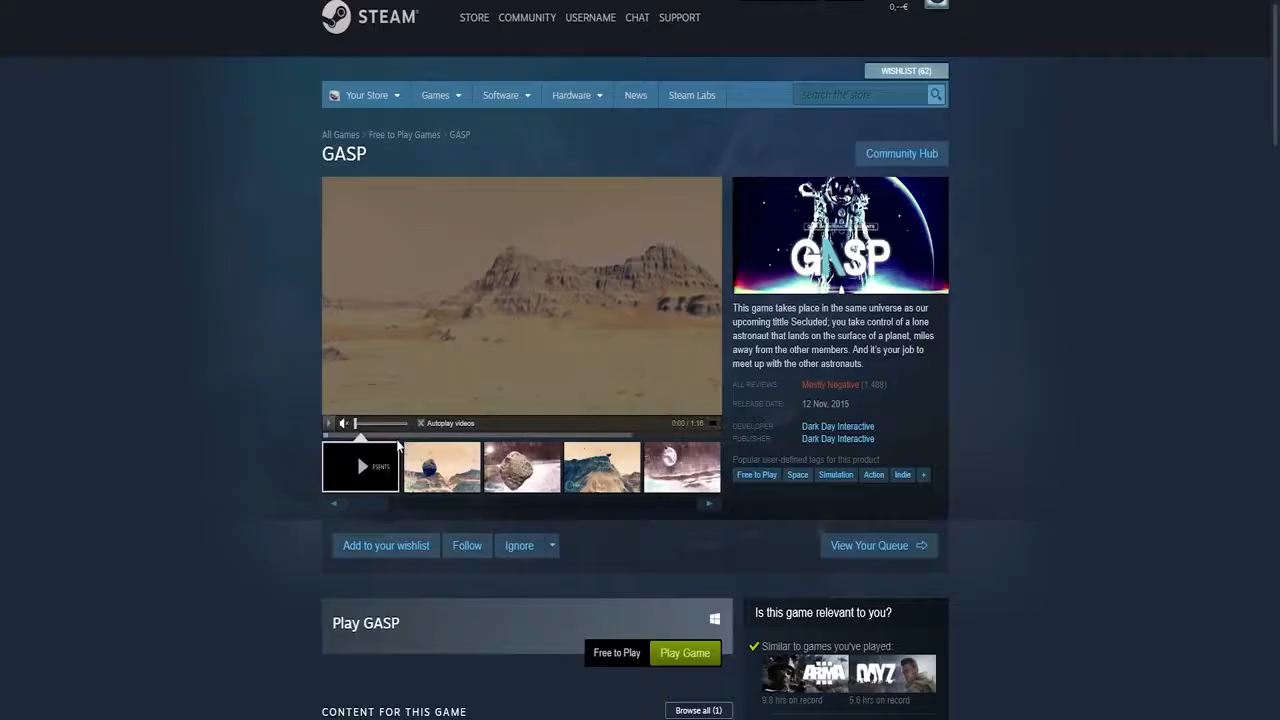 STEAM
STORE COMMUNITY USERNAME CHAT SUPPORT
0,--€
WISHLIST (62)
Your Store Games Software Hardware News Steam Labs
search the store
All Games > Free to Play Games > GASP
GASP
Community Hub
GASP
This game takes place in the same universe as our
upcoming tittle Secluded; you take control of a lone
astronaut that lands on the surface of a planet, miles
away from the other members. And it's your job to
meet up with the other astronauts.
ALL REVIEWS: Mostly Negative (1,488)
RELEASE DATE: 12 Nov, 2015
DEVELOPER: Dark Day Interactive
PUBLISHER: Dark Day Interactive
Popular user-defined tags for this product
Free to Play Space Simulation Action Indie +
Autoplay videos 0:00 / 1:16
Add to your wishlist Follow Ignore View Your Queue
Play GASP
Free to Play Play Game
Is this game relevant to you?
Similar to games you've played:
ARMA DAYZ
9.8 hrs on record 5.6 hrs on record
CONTENT FOR THIS GAME Browse all (1)